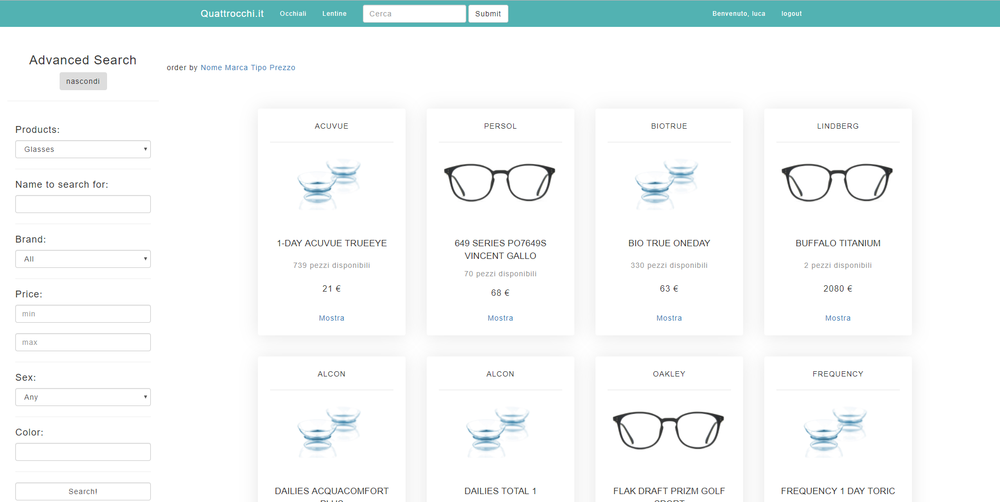 Quattrocchi.it Occhiali Lentine Cerca Submit Benvenuto, luca logout
Advanced Search
nascondi
Products:
Glasses
Name to search for:
Brand:
All
Price:
min
max
Sex:
Any
Color:
Search!
order by Nome Marca Tipo Prezzo
ACUVUE
1-DAY ACUVUE TRUEEYE
739 pezzi disponibili
21 €
Mostra
PERSOL
649 SERIES PO7649S
VINCENT GALLO
70 pezzi disponibili
68 €
Mostra
BIOTRUE
BIO TRUE ONEDAY
330 pezzi disponibili
63 €
Mostra
LINDBERG
BUFFALO TITANIUM
2 pezzi disponibili
2080 €
Mostra
ALCON
DAILIES ACQUACOMFORT
PLUS
ALCON
DAILIES TOTAL 1
OAKLEY
FLAK DRAFT PRIZM GOLF
SPORT
FREQUENCY
FREQUENCY 1 DAY TORIC